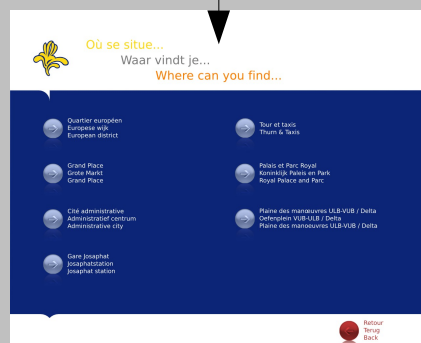 Où se situe...
Waar vindt je...
Where can you find...
Quartier européen
Europese wijk
European district
Tour et taxis
Thurn & Taxis
Grand Place
Grote Markt
Grand Place
Palais et Parc Royal
Koninklijk Paleis en Park
Royal Palace and Parc
Cité administrative
Administratief centrum
Administrative city
Plaine des manœuvres ULB-VUB / Delta
Oefenplein VUB-ULB / Delta
Plaine des manoeuvres ULB-VUB / Delta
Gare Josaphat
Josaphatstation
Josaphat station
Retour
Terug
Back